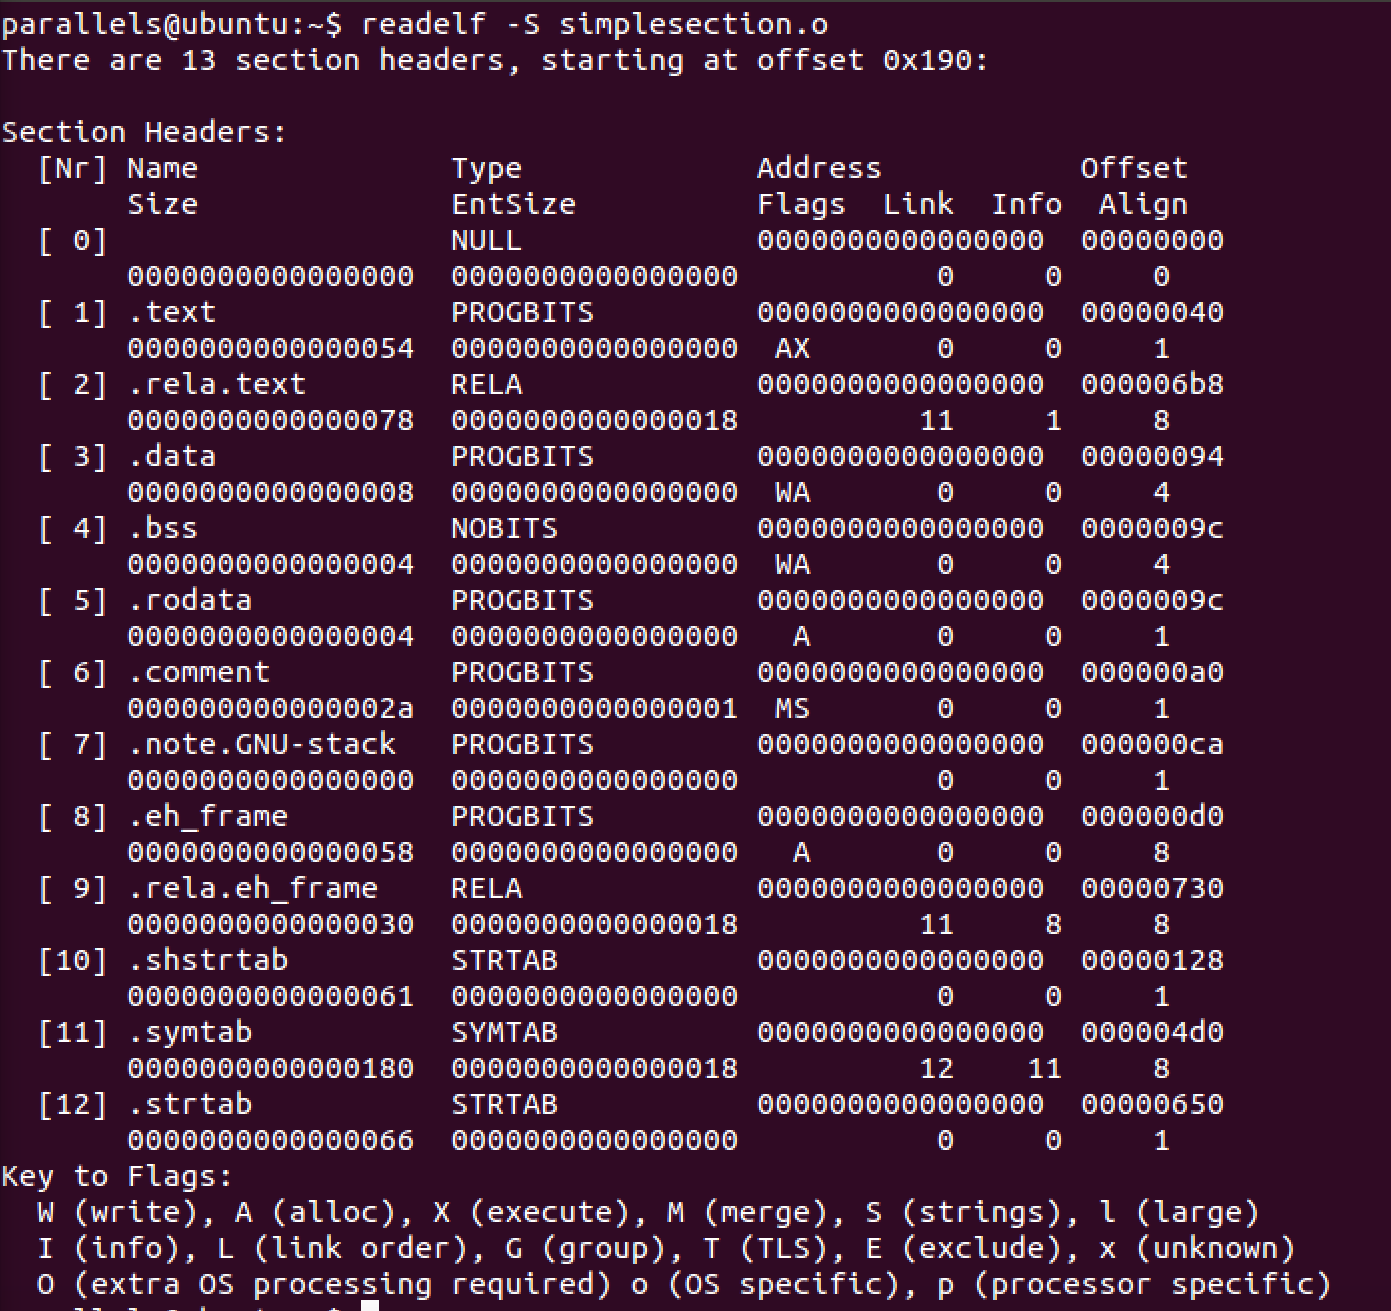 parallels@ubuntu:~$ readelf -S simplesection.o
There are 13 section headers, starting at offset 0x190:
Section Headers:
  [Nr] Name              Type             Address           Offset
       Size              EntSize          Flags  Link  Info  Align
  [ 0]                   NULL             0000000000000000  00000000
       0000000000000000  0000000000000000           0     0     0
  [ 1] .text             PROGBITS         0000000000000000  00000040
       0000000000000054  0000000000000000  AX       0     0     1
  [ 2] .rela.text        RELA             0000000000000000  000006b8
       0000000000000078  0000000000000018          11     1     8
  [ 3] .data             PROGBITS         0000000000000000  00000094
       0000000000000008  0000000000000000  WA       0     0     4
  [ 4] .bss              NOBITS           0000000000000000  0000009c
       0000000000000004  0000000000000000  WA       0     0     4
  [ 5] .rodata           PROGBITS         0000000000000000  0000009c
       0000000000000004  0000000000000000   A       0     0     1
  [ 6] .comment          PROGBITS         0000000000000000  000000a0
       000000000000002a  0000000000000001  MS       0     0     1
  [ 7] .note.GNU-stack   PROGBITS         0000000000000000  000000ca
       0000000000000000  0000000000000000           0     0     1
  [ 8] .eh_frame         PROGBITS         0000000000000000  000000d0
       0000000000000058  0000000000000000   A       0     0     8
  [ 9] .rela.eh_frame    RELA             0000000000000000  00000730
       0000000000000030  0000000000000018          11     8     8
  [10] .shstrtab         STRTAB           0000000000000000  00000128
       0000000000000061  0000000000000000           0     0     1
  [11] .symtab           SYMTAB           0000000000000000  000004d0
       0000000000000180  0000000000000018          12    11     8
  [12] .strtab           STRTAB           0000000000000000  00000650
       0000000000000066  0000000000000000           0     0     1
Key to Flags:
  W (write), A (alloc), X (execute), M (merge), S (strings), l (large)
  I (info), L (link order), G (group), T (TLS), E (exclude), x (unknown)
  O (extra OS processing required) o (OS specific), p (processor specific)